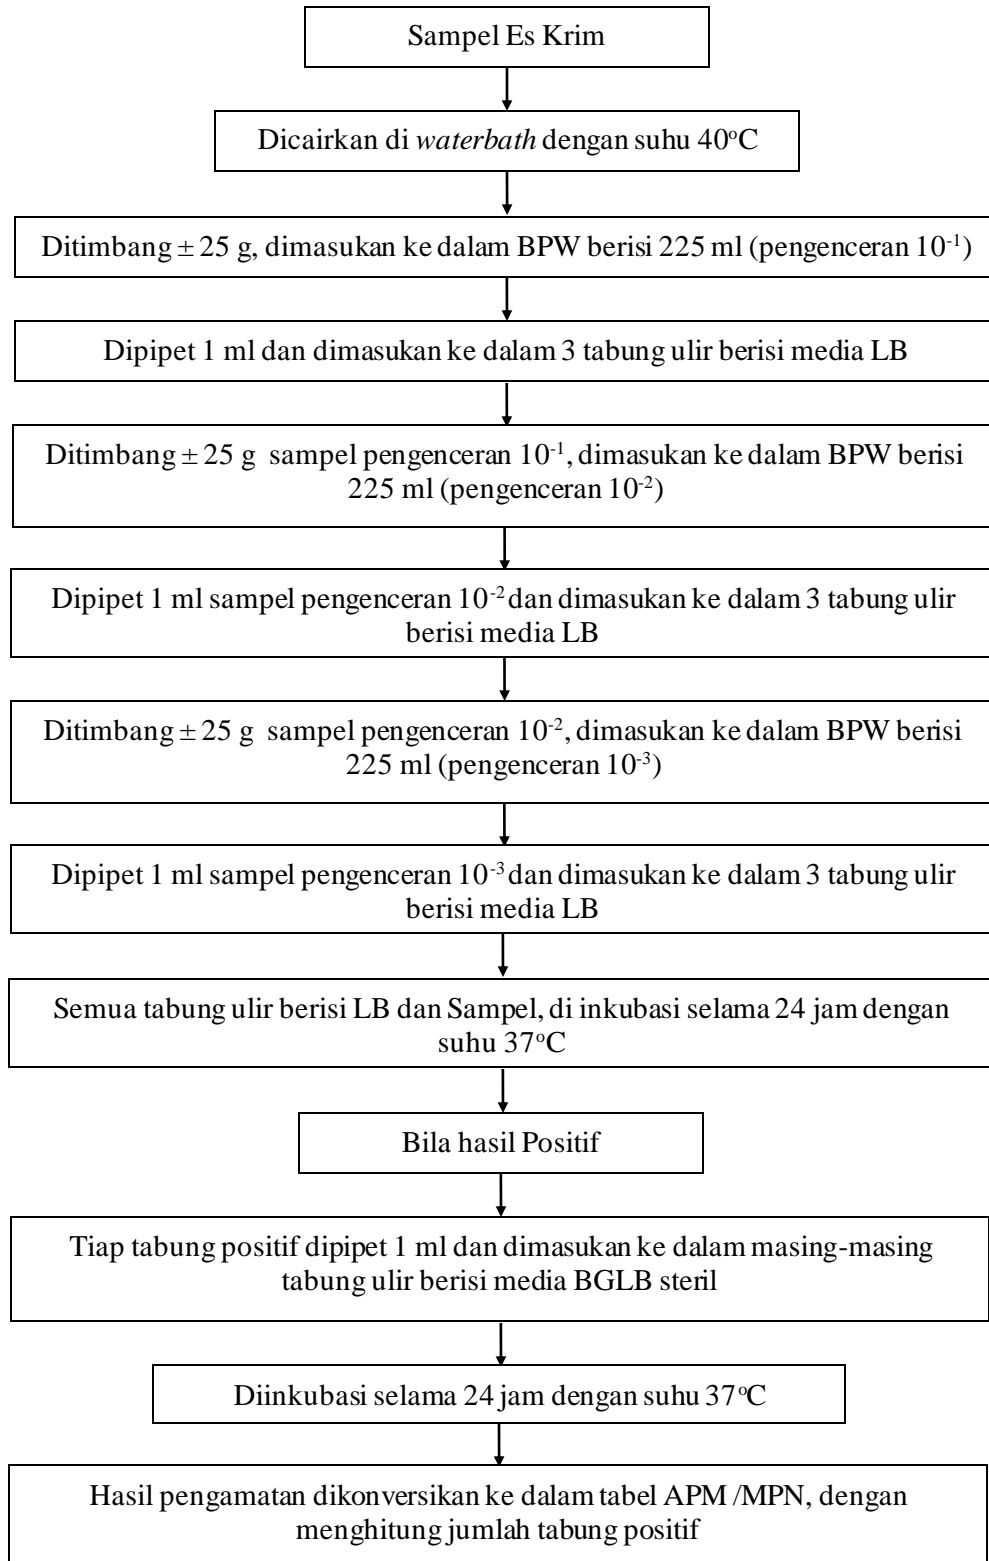 Sampel Es Krim
Dicairkan di waterbath dengan suhu 40°C
Ditimbang ± 25 g, dimasukan ke dalam BPW berisi 225 ml (pengenceran 10⁻¹)
Dipipet 1 ml dan dimasukan ke dalam 3 tabung ulir berisi media LB
Ditimbang ± 25 g sampel pengenceran 10⁻¹, dimasukan ke dalam BPW berisi
225 ml (pengenceran 10⁻²)
Dipipet 1 ml sampel pengenceran 10⁻² dan dimasukan ke dalam 3 tabung ulir
berisi media LB
Ditimbang ± 25 g sampel pengenceran 10⁻², dimasukan ke dalam BPW berisi
225 ml (pengenceran 10⁻³)
Dipipet 1 ml sampel pengenceran 10⁻³ dan dimasukan ke dalam 3 tabung ulir
berisi media LB
Semua tabung ulir berisi LB dan Sampel, di inkubasi selama 24 jam dengan
suhu 37°C
Bila hasil Positif
Tiap tabung positif dipipet 1 ml dan dimasukan ke dalam masing-masing
tabung ulir berisi media BGLB steril
Diinkubasi selama 24 jam dengan suhu 37°C
Hasil pengamatan dikonversikan ke dalam tabel APM /MPN, dengan
menghitung jumlah tabung positif